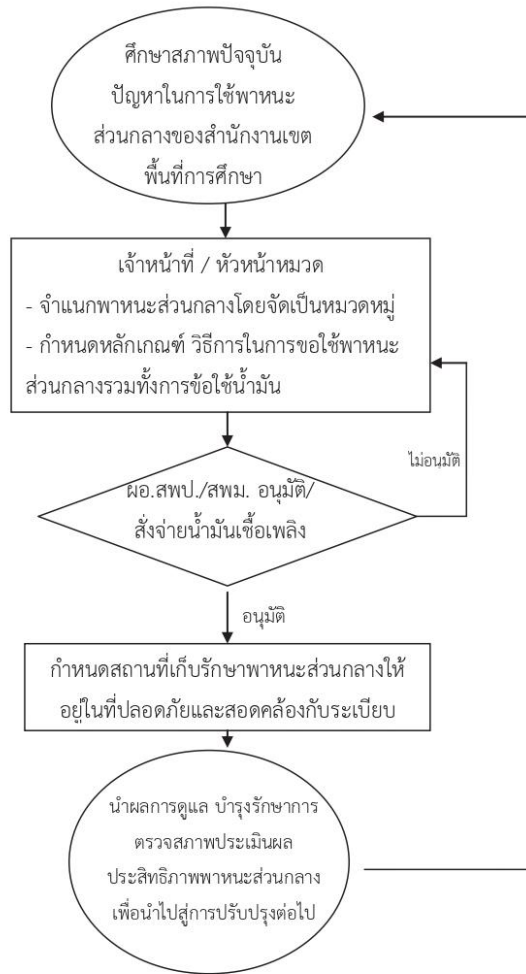 ศึกษาสภาพปัจจุบัน
ปัญหาในการใช้พาหนะ
ส่วนกลางของสำนักงานเขต
พื้นที่การศึกษา
เจ้าหน้าที่ / หัวหน้าหมวด
- จำแนกพาหนะส่วนกลางโดยจัดเป็นหมวดหมู่
- กำหนดหลักเกณฑ์ วิธีการในการขอใช้พาหนะ
ส่วนกลางรวมทั้งการข้อใช้น้ำมัน
ไม่อนุมัติ
ผอ.สพป./สพม. อนุมัติ/
สั่งจ่ายน้ำมันเชื้อเพลิง
อนุมัติ
กำหนดสถานที่เก็บรักษาพาหนะส่วนกลางให้
อยู่ในที่ปลอดภัยและสอดคล้องกับระเบียบ
นำผลการดูแล บำรุงรักษาการ
ตรวจสภาพประเมินผล
ประสิทธิภาพพาหนะส่วนกลาง
เพื่อนำไปสู่การปรับปรุงต่อไป